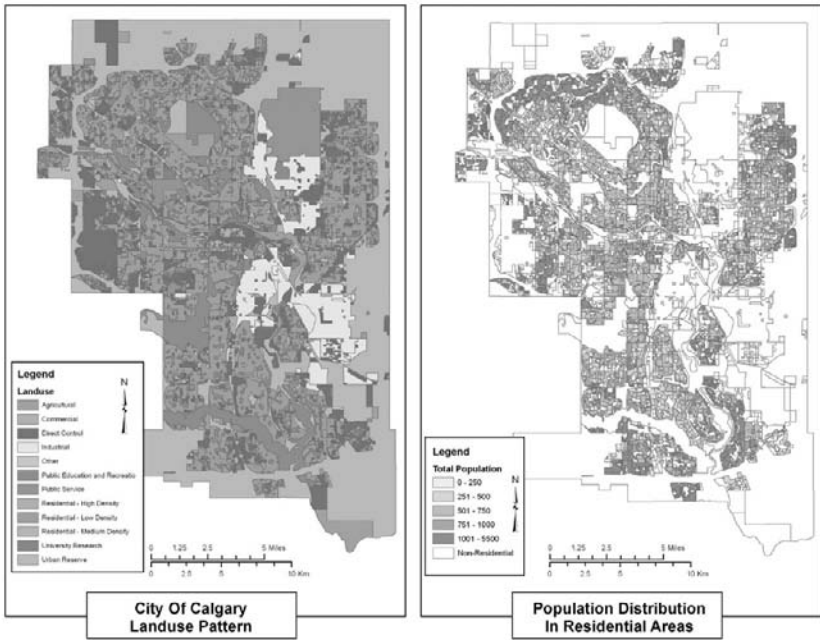 Legend
Landuse
N
Agricultural
Commercial
Direct Control
Industrial
Other
Public Education and Recreatio
Public Service
Residential - High Density
Residential - Low Density
Residential - Medium Density
University Research
Urban Reserve
0 1.25 2.5 5 Miles
0 2.5 5 10 Km
City Of Calgary
Landuse Pattern
Legend
Total Population
N
0 - 250
251 - 500
501 - 750
751 - 1000
1001 - 5500
Non-Residential
0 1.25 2.5 5 Miles
0 2.5 5 10 Km
Population Distribution
In Residential Areas